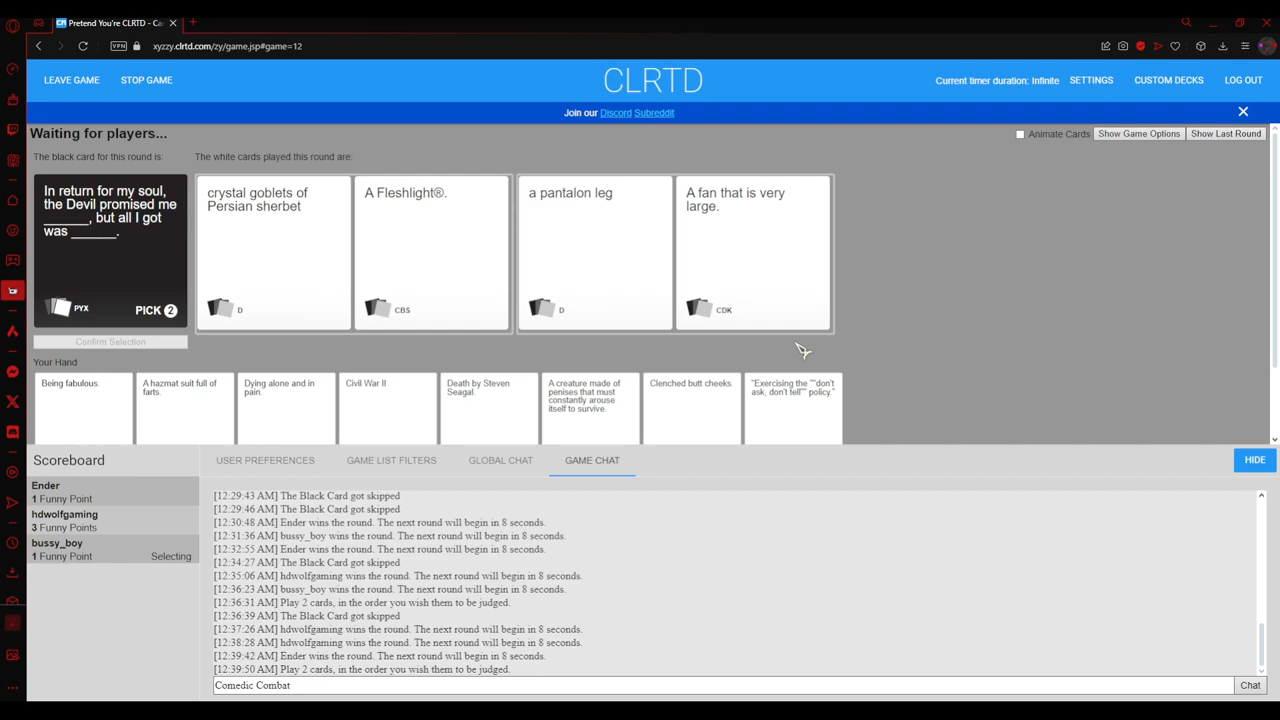 Pretend You're CLRTD - Ca
VPN
xyzzy.clrtd.com/zy/game.jsp#game=12
LEAVE GAME
STOP GAME
CLRTD
Current timer duration: Infinite
SETTINGS
CUSTOM DECKS
LOG OUT
Join our Discord Subreddit
Waiting for players...
Animate Cards
Show Game Options
Show Last Round
The black card for this round is:
The white cards played this round are:
In return for my soul,
the Devil promised me
______, but all I got
was ______.
PYX
PICK 2
crystal goblets of
Persian sherbet
D
A Fleshlight®.
CBS
a pantalon leg
D
A fan that is very
large.
CDK
Confirm Selection
Your Hand
Being fabulous.
A hazmat suit full of
farts.
Dying alone and in
pain.
Civil War II
Death by Steven
Seagal.
A creature made of
penises that must
constantly arouse
itself to survive.
Clenched butt cheeks.
"Exercising the ""don't
ask, don't tell"" policy."
Scoreboard
USER PREFERENCES
GAME LIST FILTERS
GLOBAL CHAT
GAME CHAT
HIDE
Ender
1 Funny Point
hdwolfgaming
3 Funny Points
bussy_boy
1 Funny Point
Selecting
[12:29:43 AM] The Black Card got skipped
[12:29:46 AM] The Black Card got skipped
[12:30:48 AM] Ender wins the round. The next round will begin in 8 seconds.
[12:31:36 AM] bussy_boy wins the round. The next round will begin in 8 seconds.
[12:32:55 AM] Ender wins the round. The next round will begin in 8 seconds.
[12:34:27 AM] The Black Card got skipped
[12:35:06 AM] hdwolfgaming wins the round. The next round will begin in 8 seconds.
[12:36:23 AM] bussy_boy wins the round. The next round will begin in 8 seconds.
[12:36:31 AM] Play 2 cards, in the order you wish them to be judged.
[12:36:39 AM] The Black Card got skipped
[12:37:26 AM] hdwolfgaming wins the round. The next round will begin in 8 seconds.
[12:38:28 AM] hdwolfgaming wins the round. The next round will begin in 8 seconds.
[12:39:42 AM] Ender wins the round. The next round will begin in 8 seconds.
[12:39:50 AM] Play 2 cards, in the order you wish them to be judged.
Comedic Combat
Chat